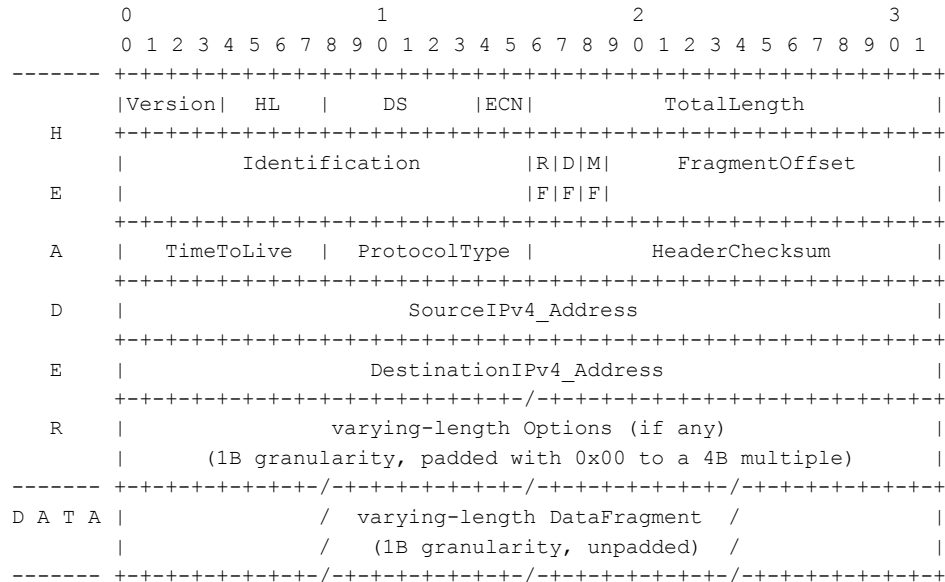 0                   1                   2                   3
        0 1 2 3 4 5 6 7 8 9 0 1 2 3 4 5 6 7 8 9 0 1 2 3 4 5 6 7 8 9 0 1
------- +-+-+-+-+-+-+-+-+-+-+-+-+-+-+-+-+-+-+-+-+-+-+-+-+-+-+-+-+-+-+-+-+
        |Version|  HL   |    DS     |ECN|          TotalLength          |
   H    +-+-+-+-+-+-+-+-+-+-+-+-+-+-+-+-+-+-+-+-+-+-+-+-+-+-+-+-+-+-+-+-+
        |         Identification        |R|D|M|     FragmentOffset      |
   E    |                               |F|F|F|                         |
        +-+-+-+-+-+-+-+-+-+-+-+-+-+-+-+-+-+-+-+-+-+-+-+-+-+-+-+-+-+-+-+-+
   A    |   TimeToLive  |  ProtocolType |         HeaderChecksum        |
        +-+-+-+-+-+-+-+-+-+-+-+-+-+-+-+-+-+-+-+-+-+-+-+-+-+-+-+-+-+-+-+-+
   D    |                      SourceIPv4_Address                       |
        +-+-+-+-+-+-+-+-+-+-+-+-+-+-+-+-+-+-+-+-+-+-+-+-+-+-+-+-+-+-+-+-+
   E    |                   DestinationIPv4_Address                     |
        +-+-+-+-+-+-+-+-+-+-+-+-+-+-+-+-/-+-+-+-+-+-+-+-+-+-+-+-+-+-+-+-+
   R    |                varying-length Options (if any)                |
        |      (1B granularity, padded with 0x00 to a 4B multiple)      |
------- +-+-+-+-+-+-+-+-/-+-+-+-+-+-+-+-/-+-+-+-+-+-+-+-/-+-+-+-+-+-+-+-+
D A T A |               /  varying-length DataFragment  /               |
        |               /   (1B granularity, unpadded)  /               |
------- +-+-+-+-+-+-+-+-/-+-+-+-+-+-+-+-/-+-+-+-+-+-+-+-/-+-+-+-+-+-+-+-+